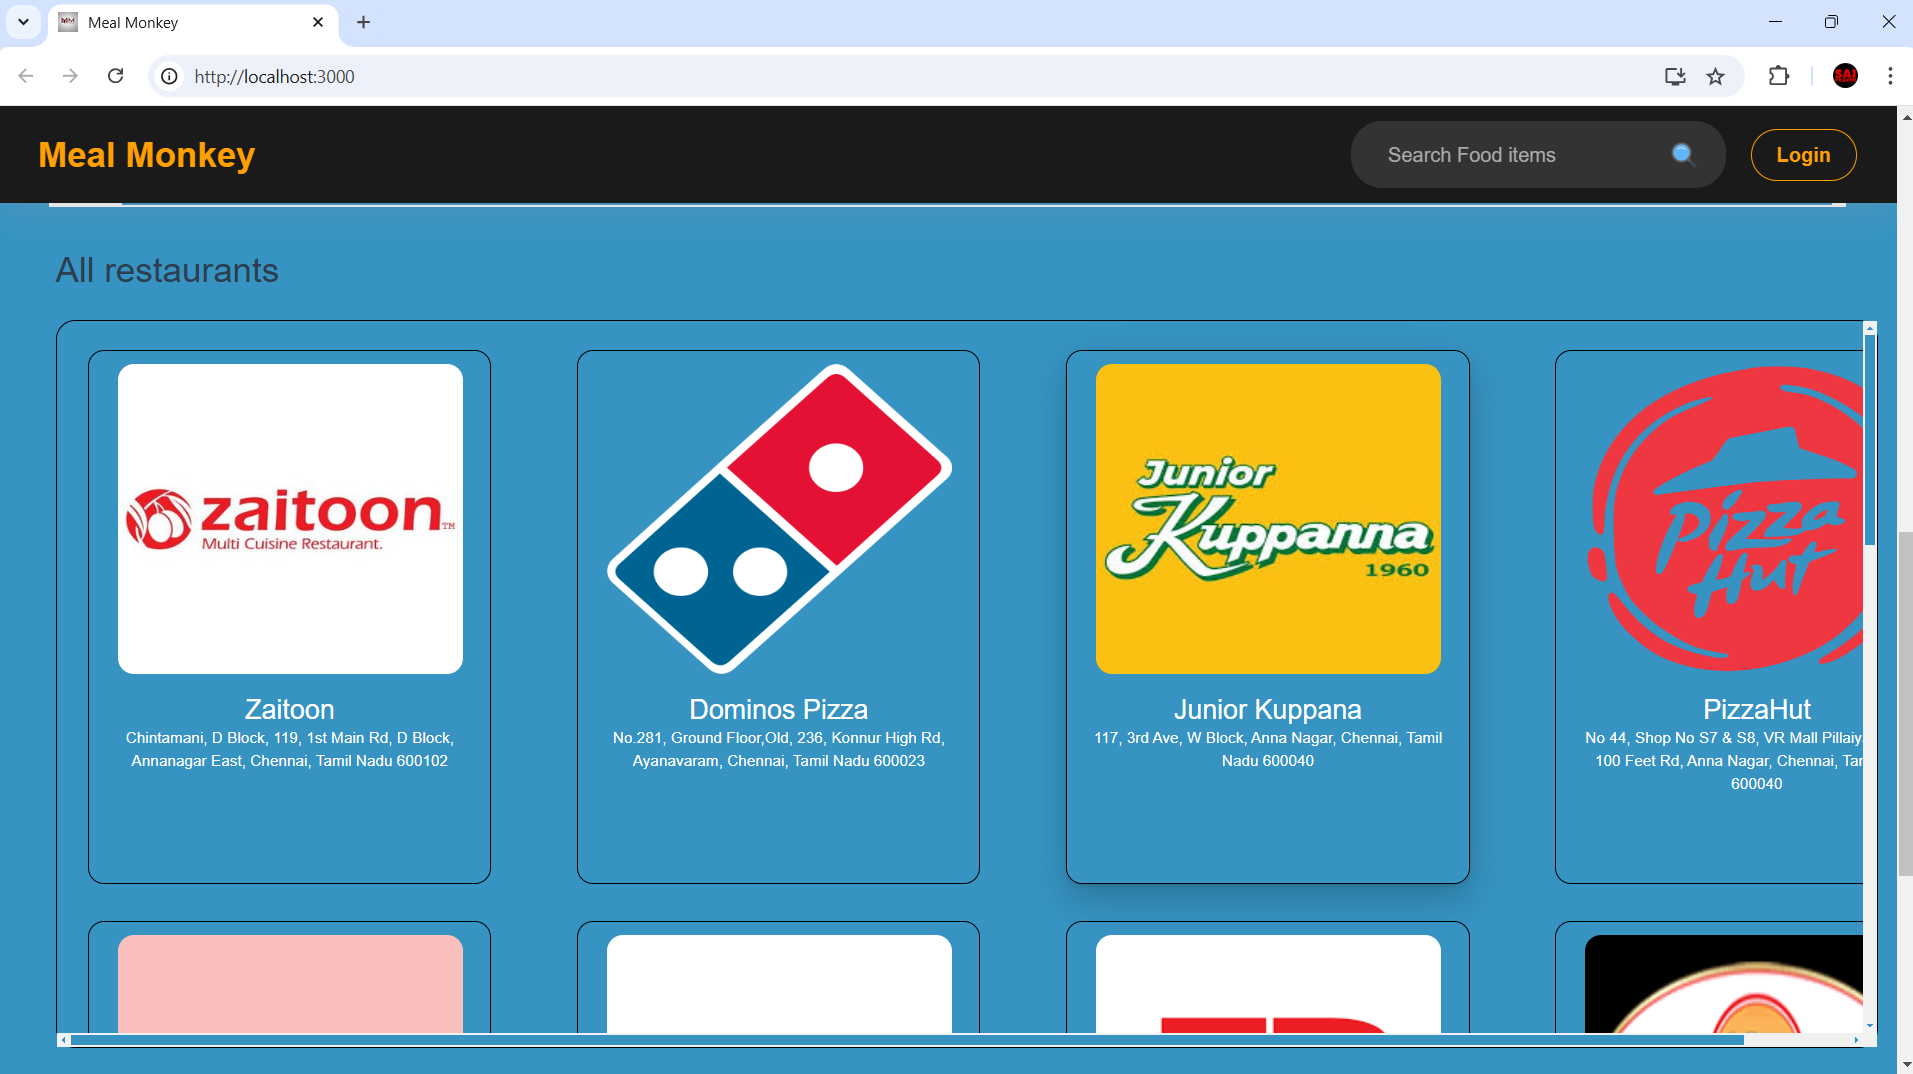 Meal Monkey
http://localhost:3000
SAI
Meal Monkey
Search Food items
Login
All restaurants
zaitoon™
Multi Cuisine Restaurant.
Junior
Kuppanna
1960
Pizza
Hut
Zaitoon
Chintamani, D Block, 119, 1st Main Rd, D Block,
Annanagar East, Chennai, Tamil Nadu 600102
Dominos Pizza
No.281, Ground Floor,Old, 236, Konnur High Rd,
Ayanavaram, Chennai, Tamil Nadu 600023
Junior Kuppana
117, 3rd Ave, W Block, Anna Nagar, Chennai, Tamil
Nadu 600040
PizzaHut
No 44, Shop No S7 & S8, VR Mall Pillaiy
100 Feet Rd, Anna Nagar, Chennai,
600040